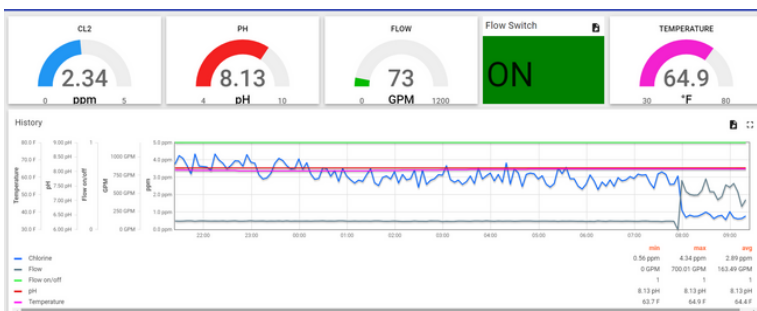 CL2
PH
FLOW
Flow Switch
TEMPERATURE
2.34
8.13
73
ON
64.9
0 ppm 5
4 pH 10
0 GPM 1200
30 °F 80
History
80.0 F 9.00 pH 1 5.0 ppm
8.50 pH 1000 GPM
70.0 F 4.0 ppm
8.00 pH 750 GPM
60.0 F 7.50 pH 3.0 ppm
500 GPM
50.0 F 7.00 pH 2.0 ppm
40.0 F 6.50 pH 250 GPM 1.0 ppm
30.0 F 6.00 pH 0 0 GPM 0.0 ppm
Temperature
pH
Flow on/off
GPM
ppm
22:00 23:00 00:00 01:00 02:00 03:00 04:00 05:00 06:00 07:00 08:00 09:00
min max avg
Chlorine 0.56 ppm 4.34 ppm 2.89 ppm
Flow 0 GPM 700.01 GPM 163.49 GPM
Flow on/off 1 1 1
pH 8.13 pH 8.13 pH 8.13 pH
Temperature 63.7 F 64.9 F 64.4 F